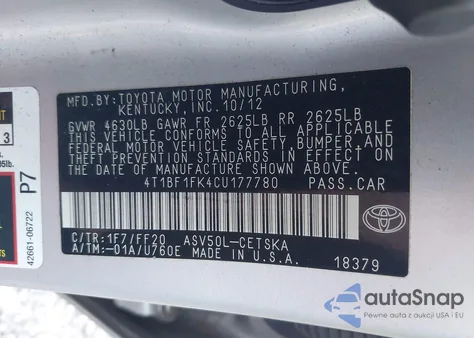 MFD.BY:TOYOTA MOTOR MANUFACTURING,
KENTUCKY, INC. 10/12
GVWR 4630LB GAWR FR 2625LB RR 2625LB
THIS VEHICLE CONFORMS TO ALL APPLICABLE
FEDERAL MOTOR VEHICLE SAFETY, BUMPER, AND
THEFT PREVENTION STANDARDS IN EFFECT ON
THE DATE OF MANUFACTURE SHOWN ABOVE.
4T1BF1FK4CU177780 PASS.CAR
C/TR:1F7/FF20 ASV50L-CETSKA
A/TM:-01A/U760E MADE IN U.S.A.
18379
TOYOTA
P7
42661-06722
3
autoSnap
Pewne auta z aukcji USA i EU